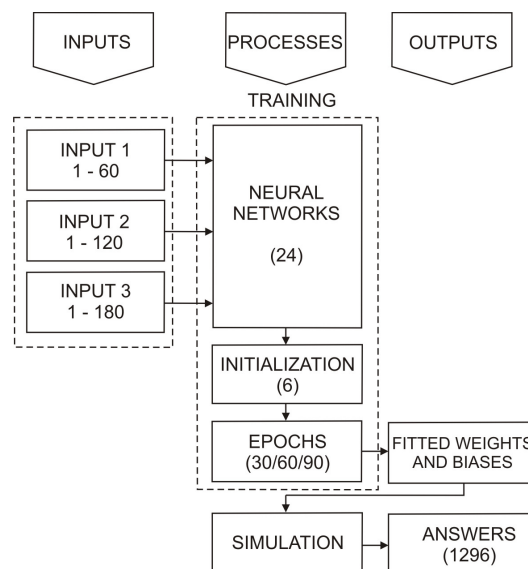 INPUTS
PROCESSES
OUTPUTS
TRAINING
INPUT 1
1 - 60
INPUT 2
1 - 120
INPUT 3
1 - 180
NEURAL
NETWORKS
(24)
INITIALIZATION
(6)
EPOCHS
(30/60/90)
FITTED WEIGHTS
AND BIASES
SIMULATION
ANSWERS
(1296)